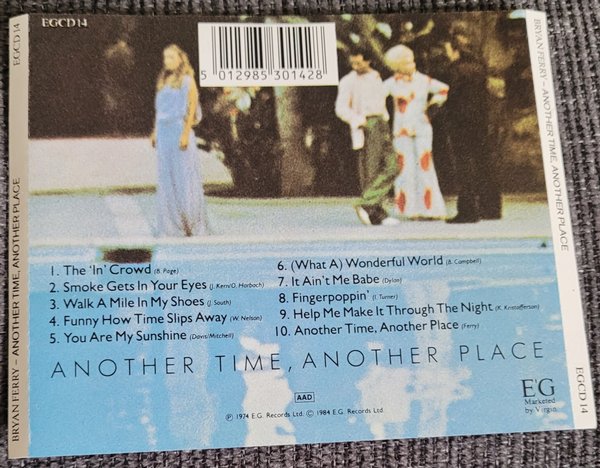 EGCD 14
EGCD 14
BRYAN FERRY – ANOTHER TIME, ANOTHER PLACE
BRYAN FERRY – ANOTHER TIME, ANOTHER PLACE
5 012985 301428
1. The 'In' Crowd (B. Page)
2. Smoke Gets In Your Eyes (J. Kern/O. Harbach)
3. Walk A Mile In My Shoes (J. South)
4. Funny How Time Slips Away (W. Nelson)
5. You Are My Sunshine (Davis/Mitchell)
6. (What A) Wonderful World (B. Campbell)
7. It Ain't Me Babe (Dylan)
8. Fingerpoppin' (I. Turner)
9. Help Me Make It Through The Night (K. Kristofferson)
10. Another Time, Another Place (Ferry)
ANOTHER TIME, ANOTHER PLACE
AAD
Ⓟ 1974 E.G. Records Ltd. © 1984 E.G. Records Ltd.
EG
Marketed
by Virgin
EGCD 14